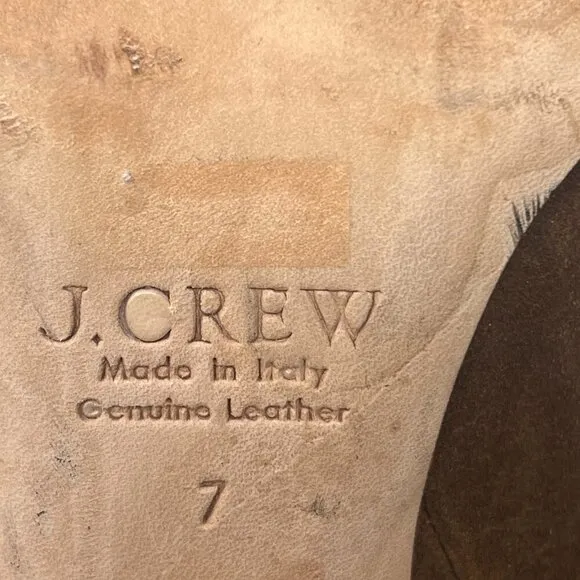 J.CREW
Made in Italy
Genuine Leather
7